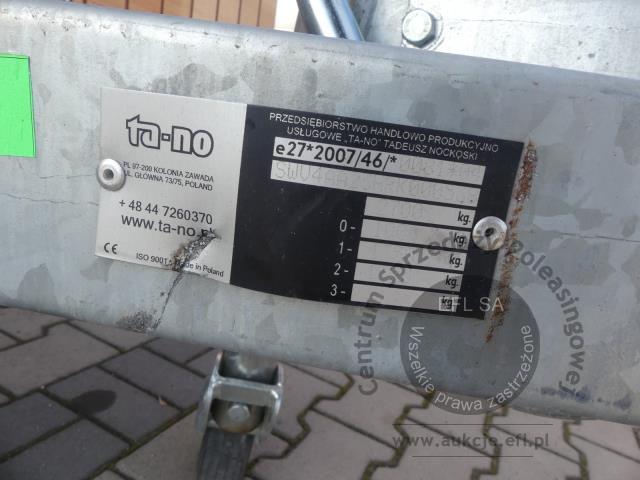 ta-no
PL 97-200 KOLONIA ZAWADA
UL. GŁOWNA 73/75, POLAND
+ 48 44 7260370
www.ta-no.
ISO 9001 Made in Poland
PRZEDSIĘBIORSTWO HANDLOWO PRODUKCYJNO
USŁUGOWE „TA-NO" TADEUSZ NOCKOSKI
e27*2007/46/*
kg.
0- kg.
1- kg.
2- kg.
3- kg.
Centrum Sprzedaży Poleasingowej
EFL SA
Wszelkie prawa zastrzeżone
www.aukcje.efl.pl